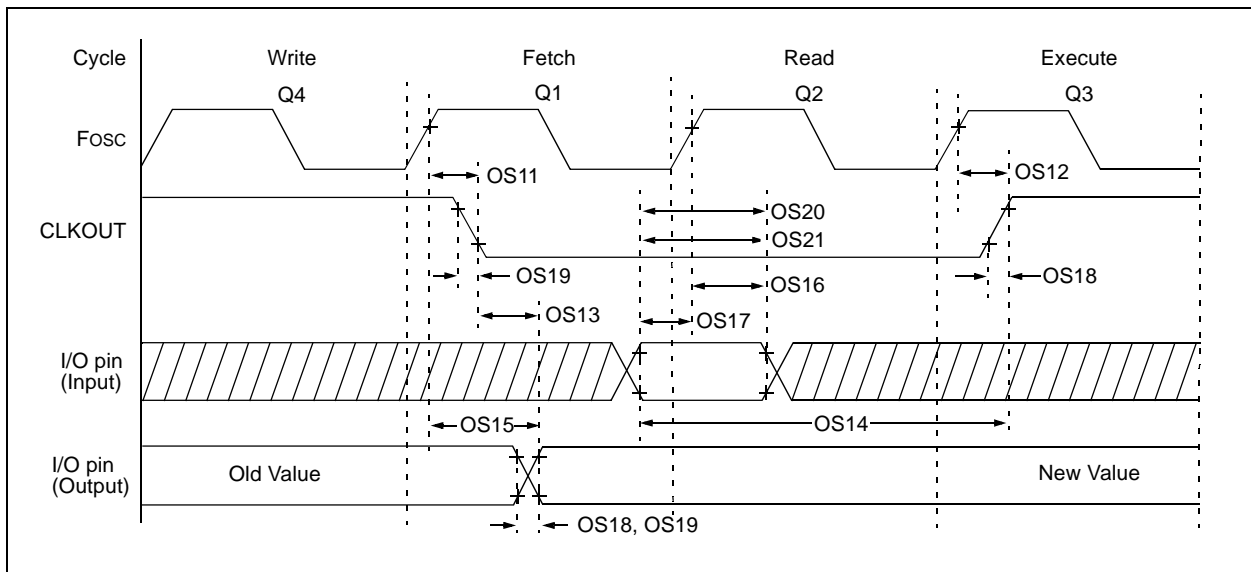 Cycle Write Fetch Read Execute
Q4 Q1 Q2 Q3
FOSC
OS11 OS12
OS20
CLKOUT
OS21
OS19 OS16 OS18
OS13 OS17
I/O pin
(Input)
OS15 OS14
I/O pin
(Output)
Old Value New Value
OS18, OS19